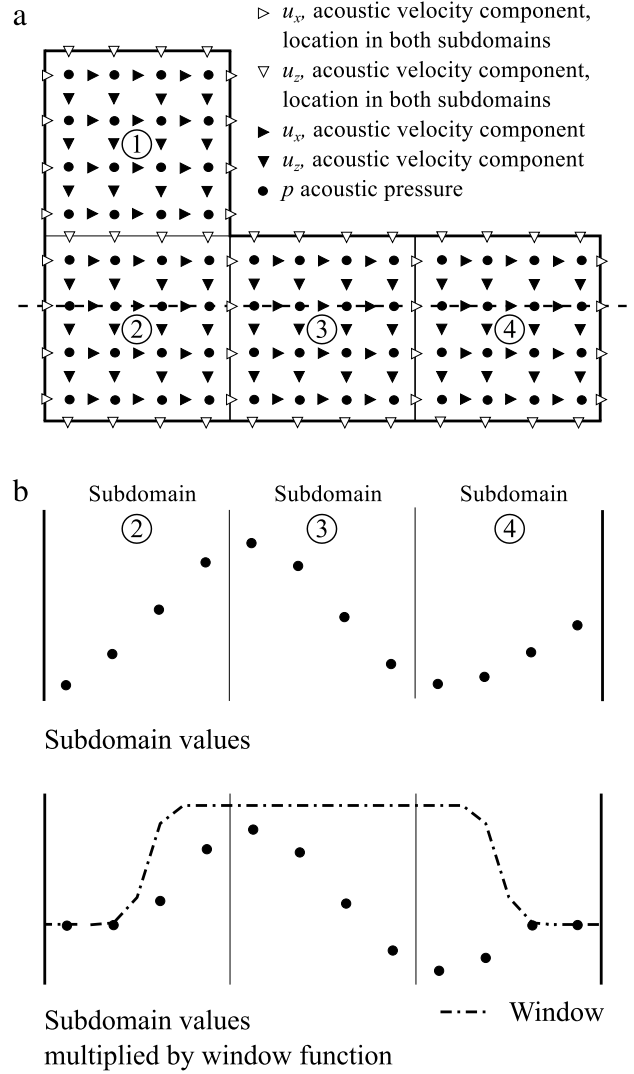 a
u_x, acoustic velocity component,
location in both subdomains
u_z, acoustic velocity component,
location in both subdomains
u_x, acoustic velocity component
u_z, acoustic velocity component
p acoustic pressure
1
2 3 4
b
Subdomain Subdomain Subdomain
2 3 4
Subdomain values
Window
Subdomain values
multiplied by window function